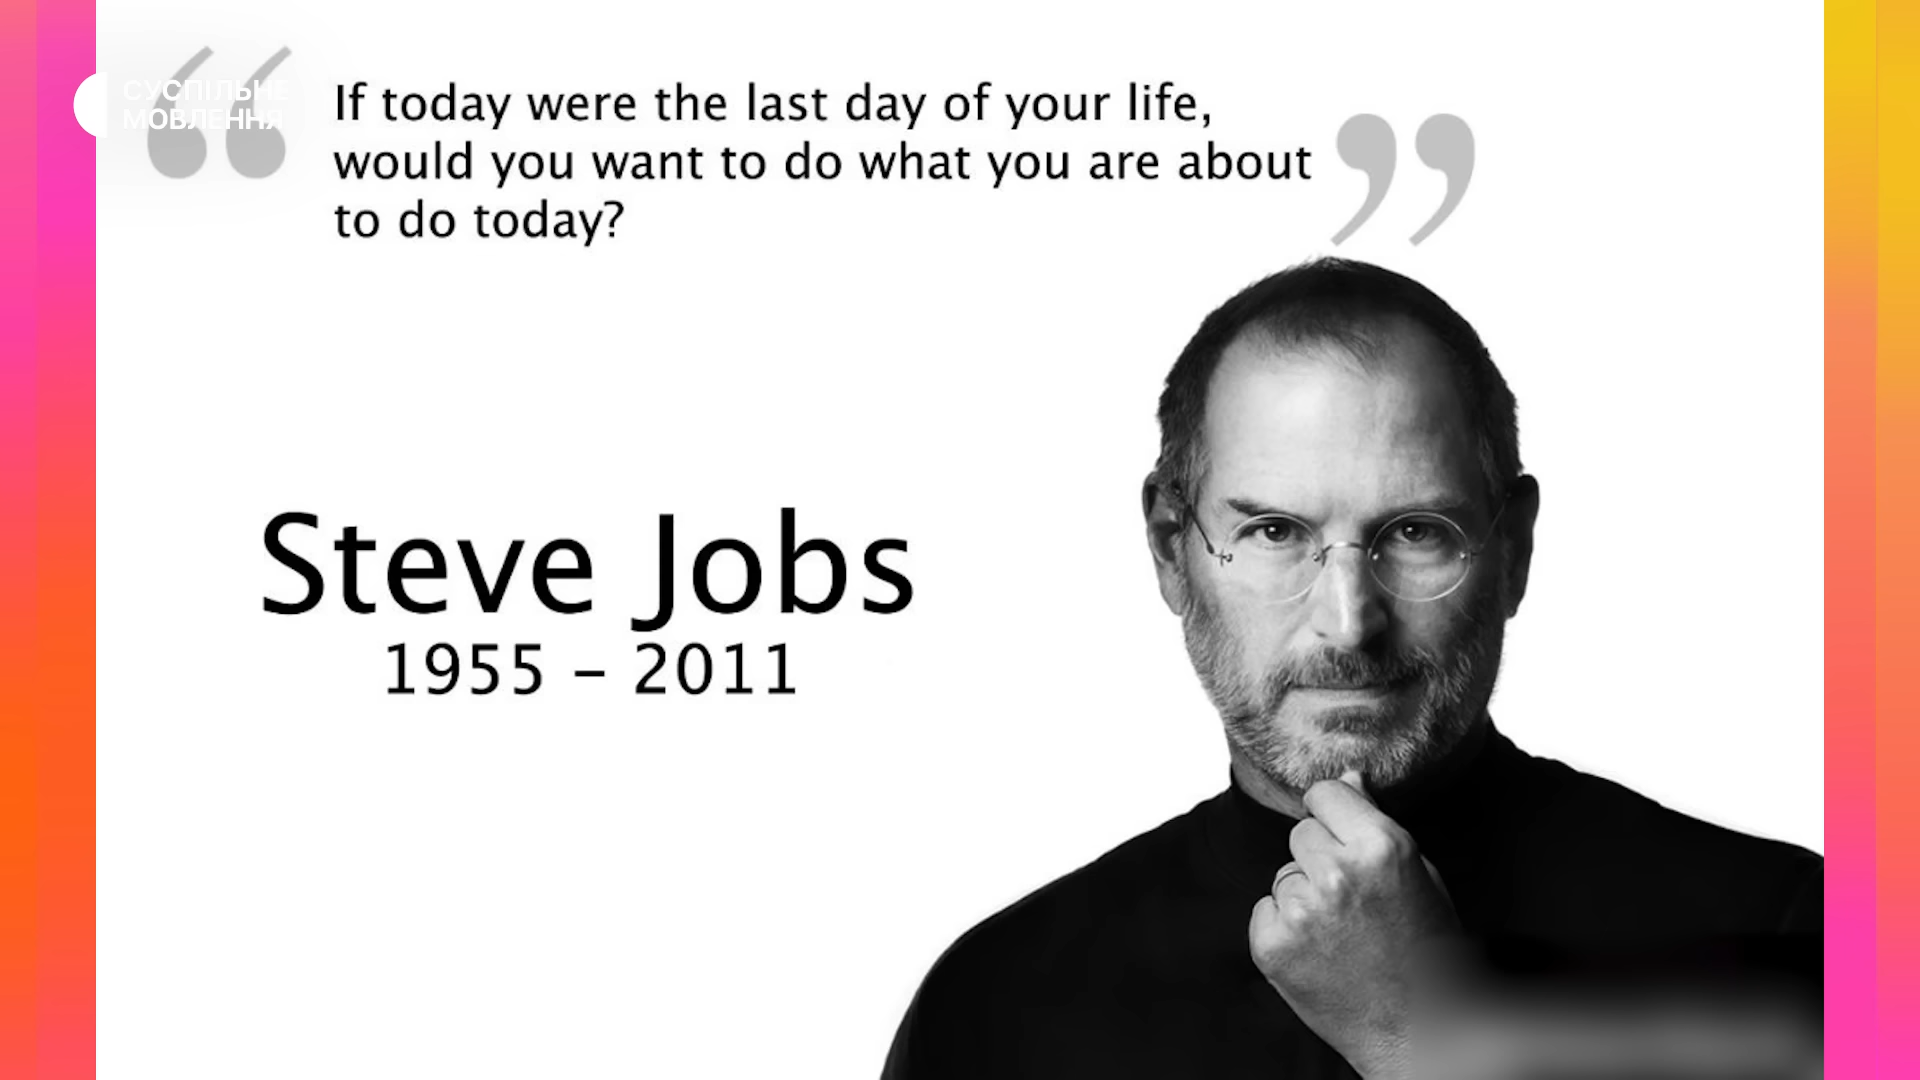 СУСПІЛЬНЕ
МОВЛЕННЯ
“ If today were the last day of your life,
would you want to do what you are about ”
to do today?
Steve Jobs
1955 – 2011